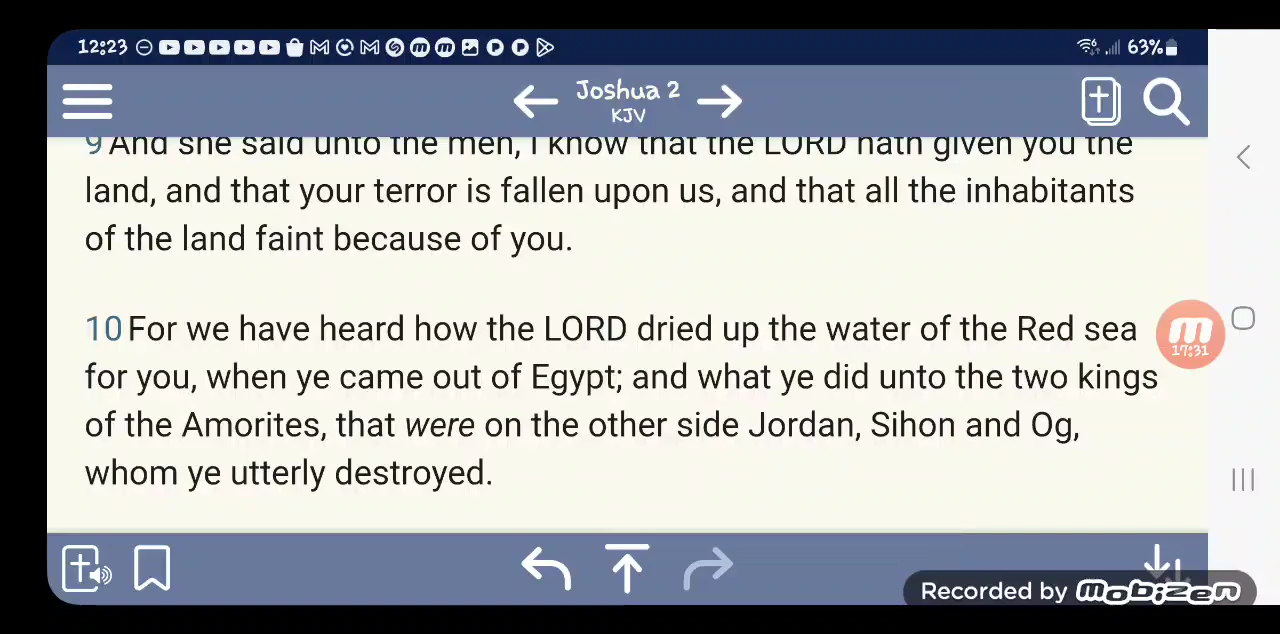 12:23
63%
Joshua 2
KJV
9 And she said unto the men, I know that the LORD hath given you the
land, and that your terror is fallen upon us, and that all the inhabitants
of the land faint because of you.
10 For we have heard how the LORD dried up the water of the Red sea
for you, when ye came out of Egypt; and what ye did unto the two kings
of the Amorites, that were on the other side Jordan, Sihon and Og,
whom ye utterly destroyed.
17:31
Recorded by mobizen